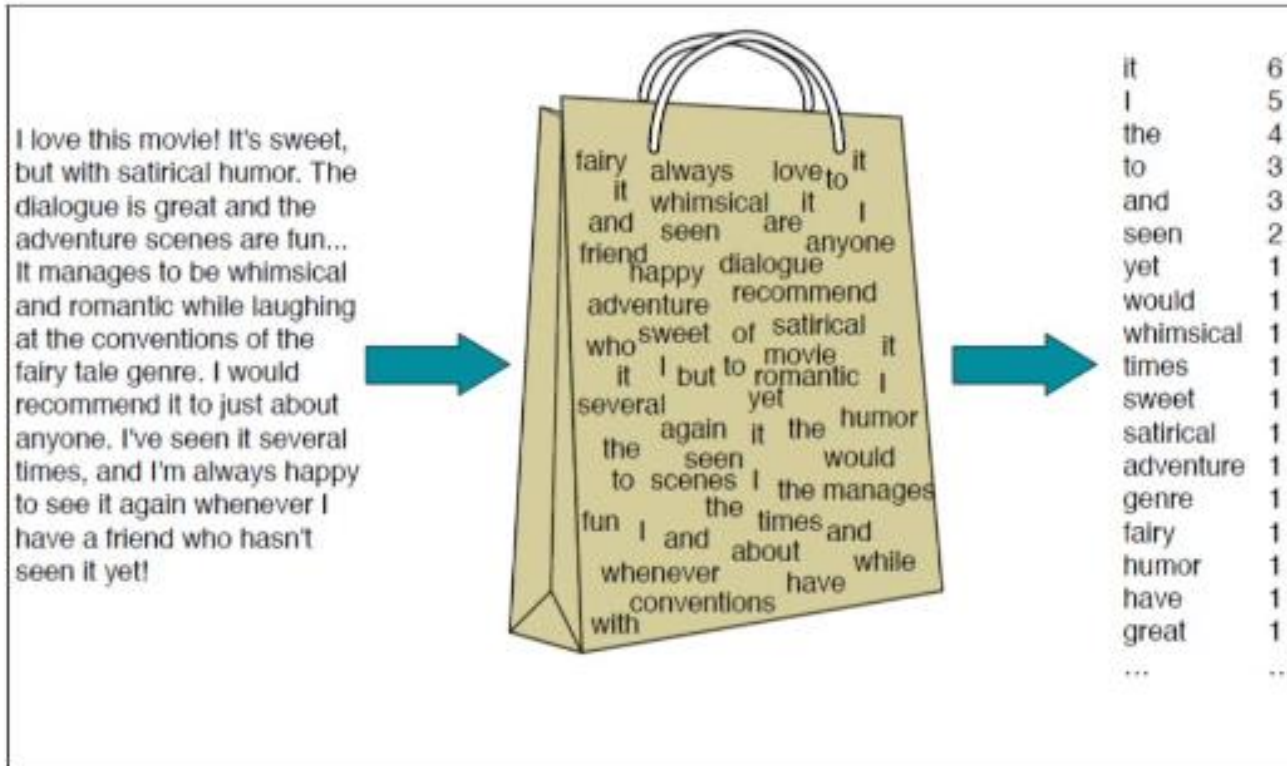 I love this movie! It's sweet,
but with satirical humor. The
dialogue is great and the
adventure scenes are fun...
It manages to be whimsical
and romantic while laughing
at the conventions of the
fairy tale genre. I would
recommend it to just about
anyone. I've seen it several
times, and I'm always happy
to see it again whenever I
have a friend who hasn't
seen it yet!
fairy always love to it
it whimsical it I
and seen are
anyone
friend happy dialogue
adventure recommend
sweet of satirical
who movie it
it I but to romantic I
several yet
again it the humor
the seen would
to scenes I the manages
the
fun I and times and
about
whenever have while
conventions
with
it 6
I 5
the 4
to 3
and 3
seen 2
yet 1
would 1
whimsical 1
times 1
sweet 1
satirical 1
adventure 1
genre 1
fairy 1
humor 1
have 1
great 1
... ..